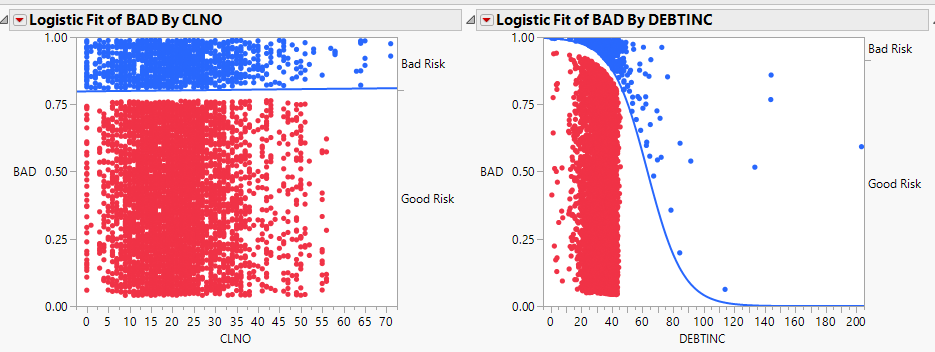 Logistic Fit of BAD By CLNO
1.00
0.75
BAD 0.50
0.25
0.00
Bad Risk
Good Risk
0 5 10 15 20 25 30 35 40 45 50 55 60 65 70
CLNO
Logistic Fit of BAD By DEBTINC
1.00
0.75
BAD 0.50
0.25
0.00
Bad Risk
Good Risk
0 20 40 60 80 100 120 140 160 200
DEBTINC